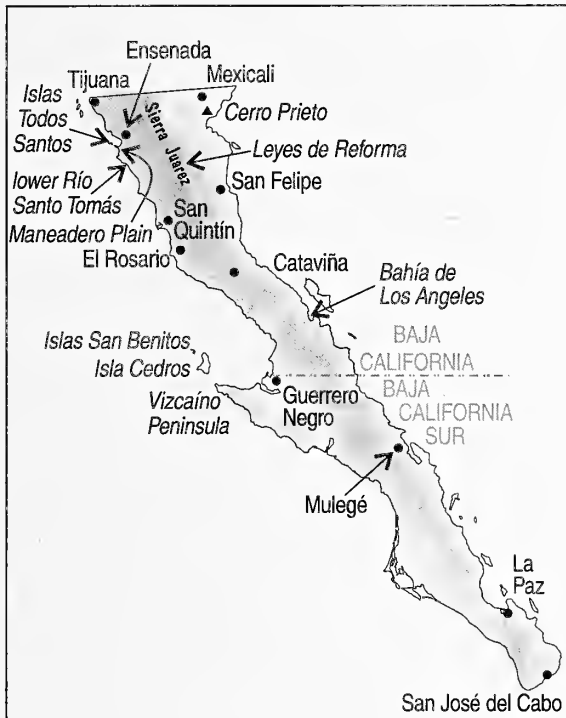 Ensenada
Tijuana
Mexicali
Islas
Todos
Santos
Cerro Prieto
Sierra Juarez
Leyes de Reforma
lower Río
Santo Tomás
San Felipe
Maneadero Plain
San
Quintín
El Rosario
Cataviña
Bahía de
Los Angeles
Islas San Benitos
Isla Cedros
BAJA
CALIFORNIA
Vizcaíno
Peninsula
Guerrero
Negro
BAJA
CALIFORNIA
SUR
Mulegé
La
Paz
San José del Cabo